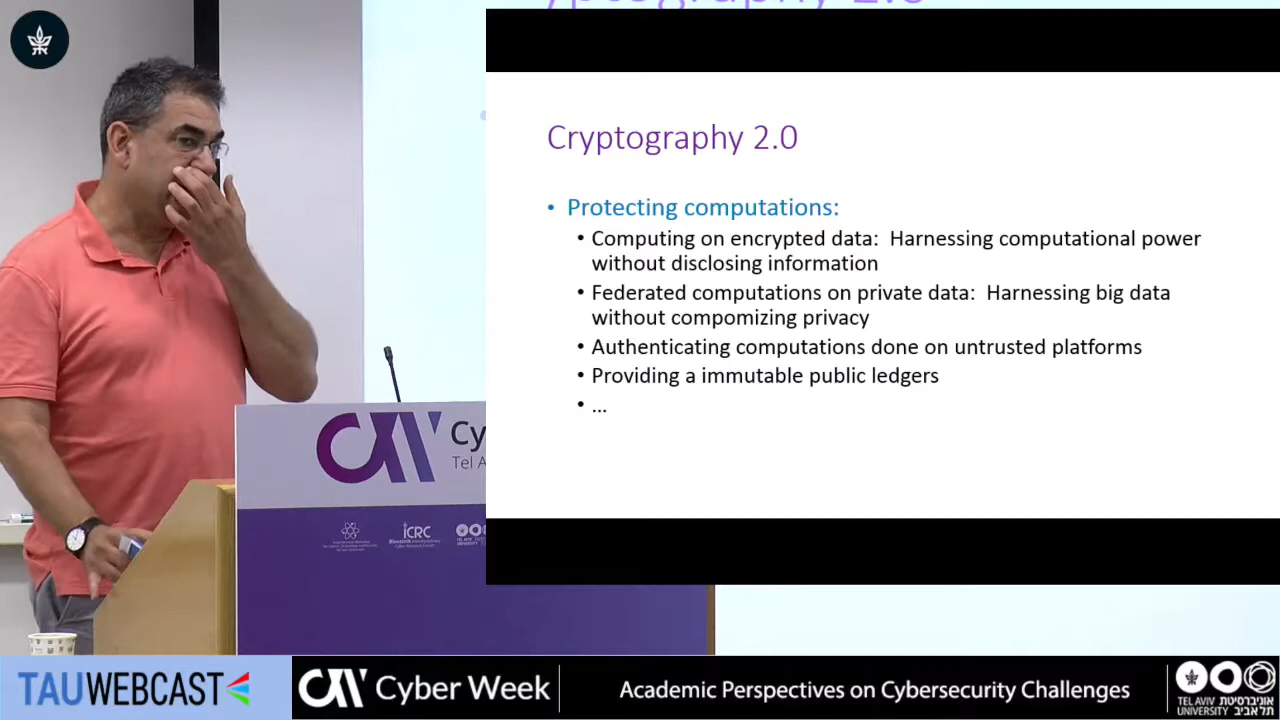 Cryptography 2.0
• Protecting computations:
• Computing on encrypted data: Harnessing computational power
without disclosing information
• Federated computations on private data: Harnessing big data
without compomizing privacy
• Authenticating computations done on untrusted platforms
• Providing a immutable public ledgers
• ...
Cy
Tel A
ICRC
TAUWEBCAST
Cyber Week
Academic Perspectives on Cybersecurity Challenges
TEL AVIV אוניברסיטת
UNIVERSITY תל אביב